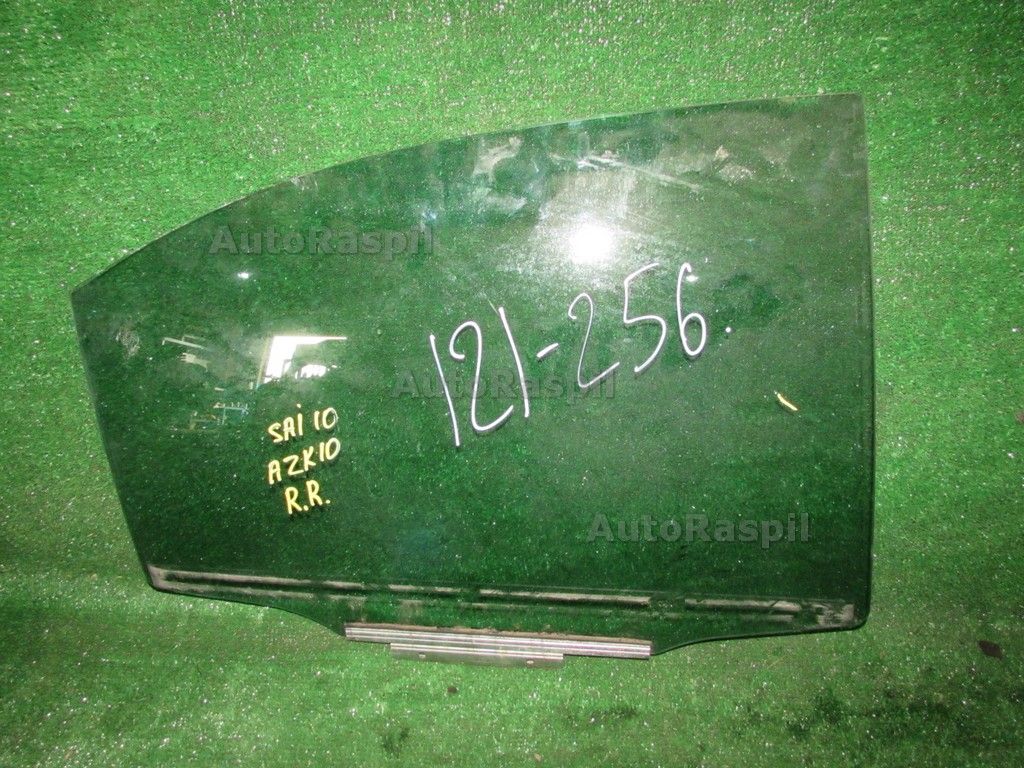 AutoRaspil
121-256.
AutoRaspil
SAI 10
AZK10
R.R.
AutoRaspil